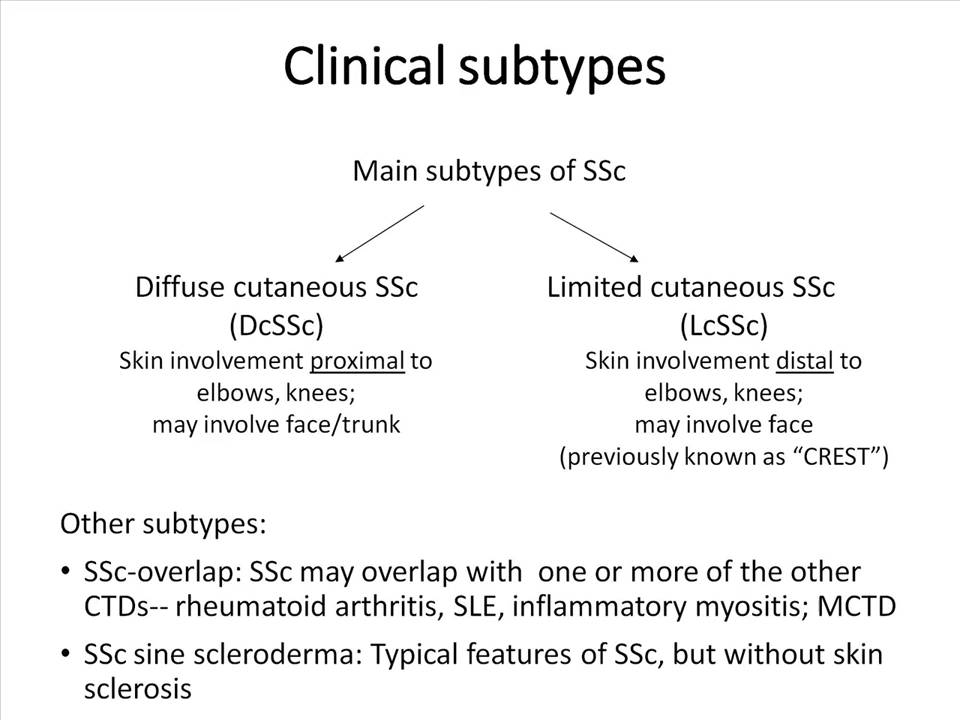 Clinical subtypes
Main subtypes of SSc
Diffuse cutaneous SSc
(DcSSc)
Skin involvement proximal to
elbows, knees;
may involve face/trunk
Limited cutaneous SSc
(LcSSc)
Skin involvement distal to
elbows, knees;
may involve face
(previously known as “CREST”)
Other subtypes:
• SSc-overlap: SSc may overlap with  one or more of the other
CTDs-- rheumatoid arthritis, SLE, inflammatory myositis; MCTD
• SSc sine scleroderma: Typical features of SSc, but without skin
sclerosis